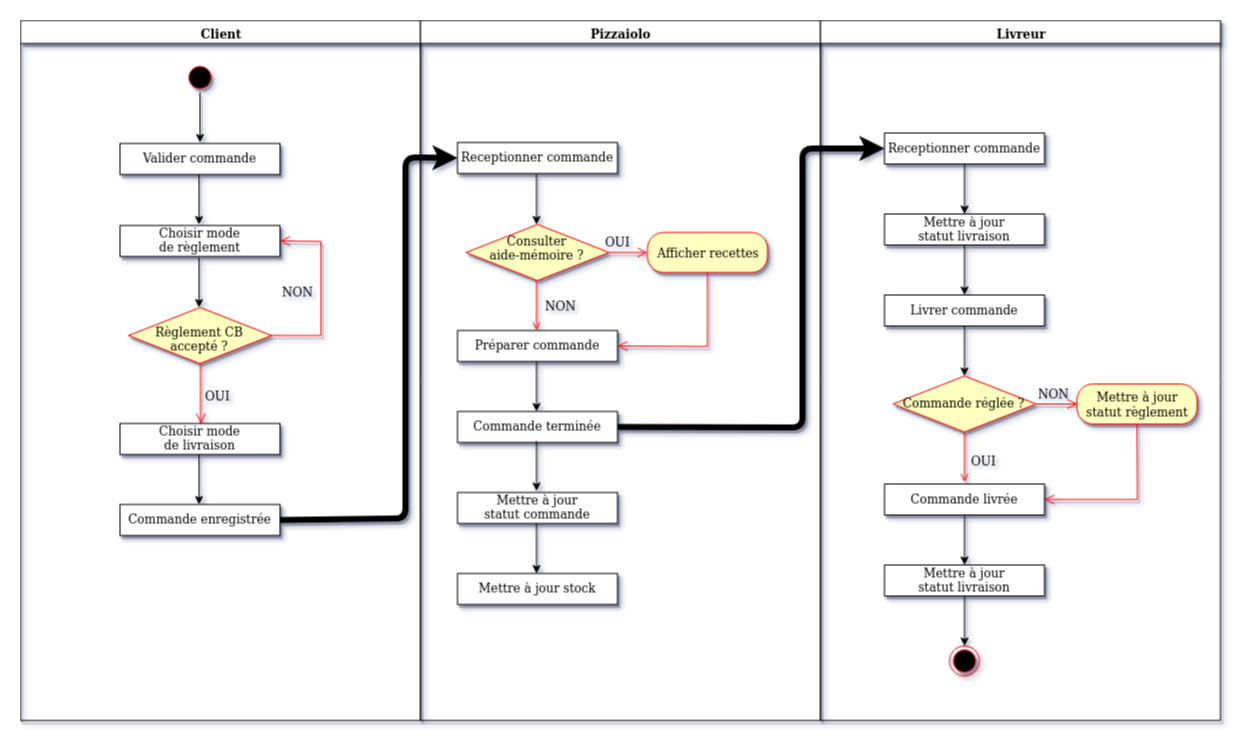 Client
Valider commande
Choisir mode
de règlement
NON
Règlement CB
accepté ?
OUI
Choisir mode
de livraison
Commande enregistrée
Pizzaiolo
Receptionner commande
Consulter
aide-mémoire ?
OUI
Afficher recettes
NON
Préparer commande
Commande terminée
Mettre à jour
statut commande
Mettre à jour stock
Livreur
Receptionner commande
Mettre à jour
statut livraison
Livrer commande
Commande réglée ?
NON
Mettre à jour
statut règlement
OUI
Commande livrée
Mettre à jour
statut livraison